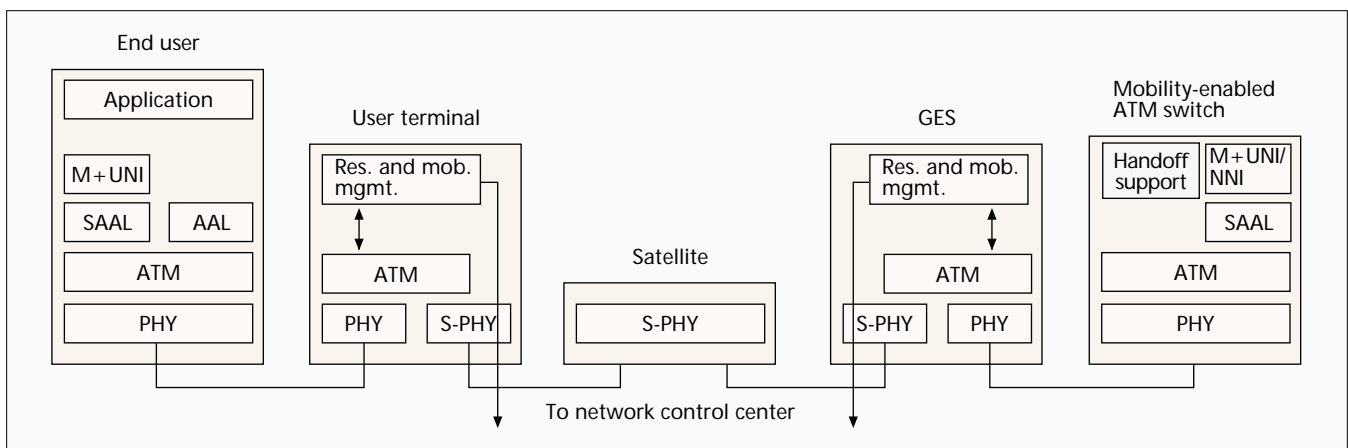 End user
Application
M+UNI
SAAL
AAL
ATM
PHY
User terminal
Res. and mob.
mgmt.
ATM
PHY
S-PHY
Satellite
S-PHY
GES
Res. and mob.
mgmt.
ATM
S-PHY
PHY
Mobility-enabled
ATM switch
Handoff
support
M+UNI/
NNI
SAAL
ATM
PHY
To network control center